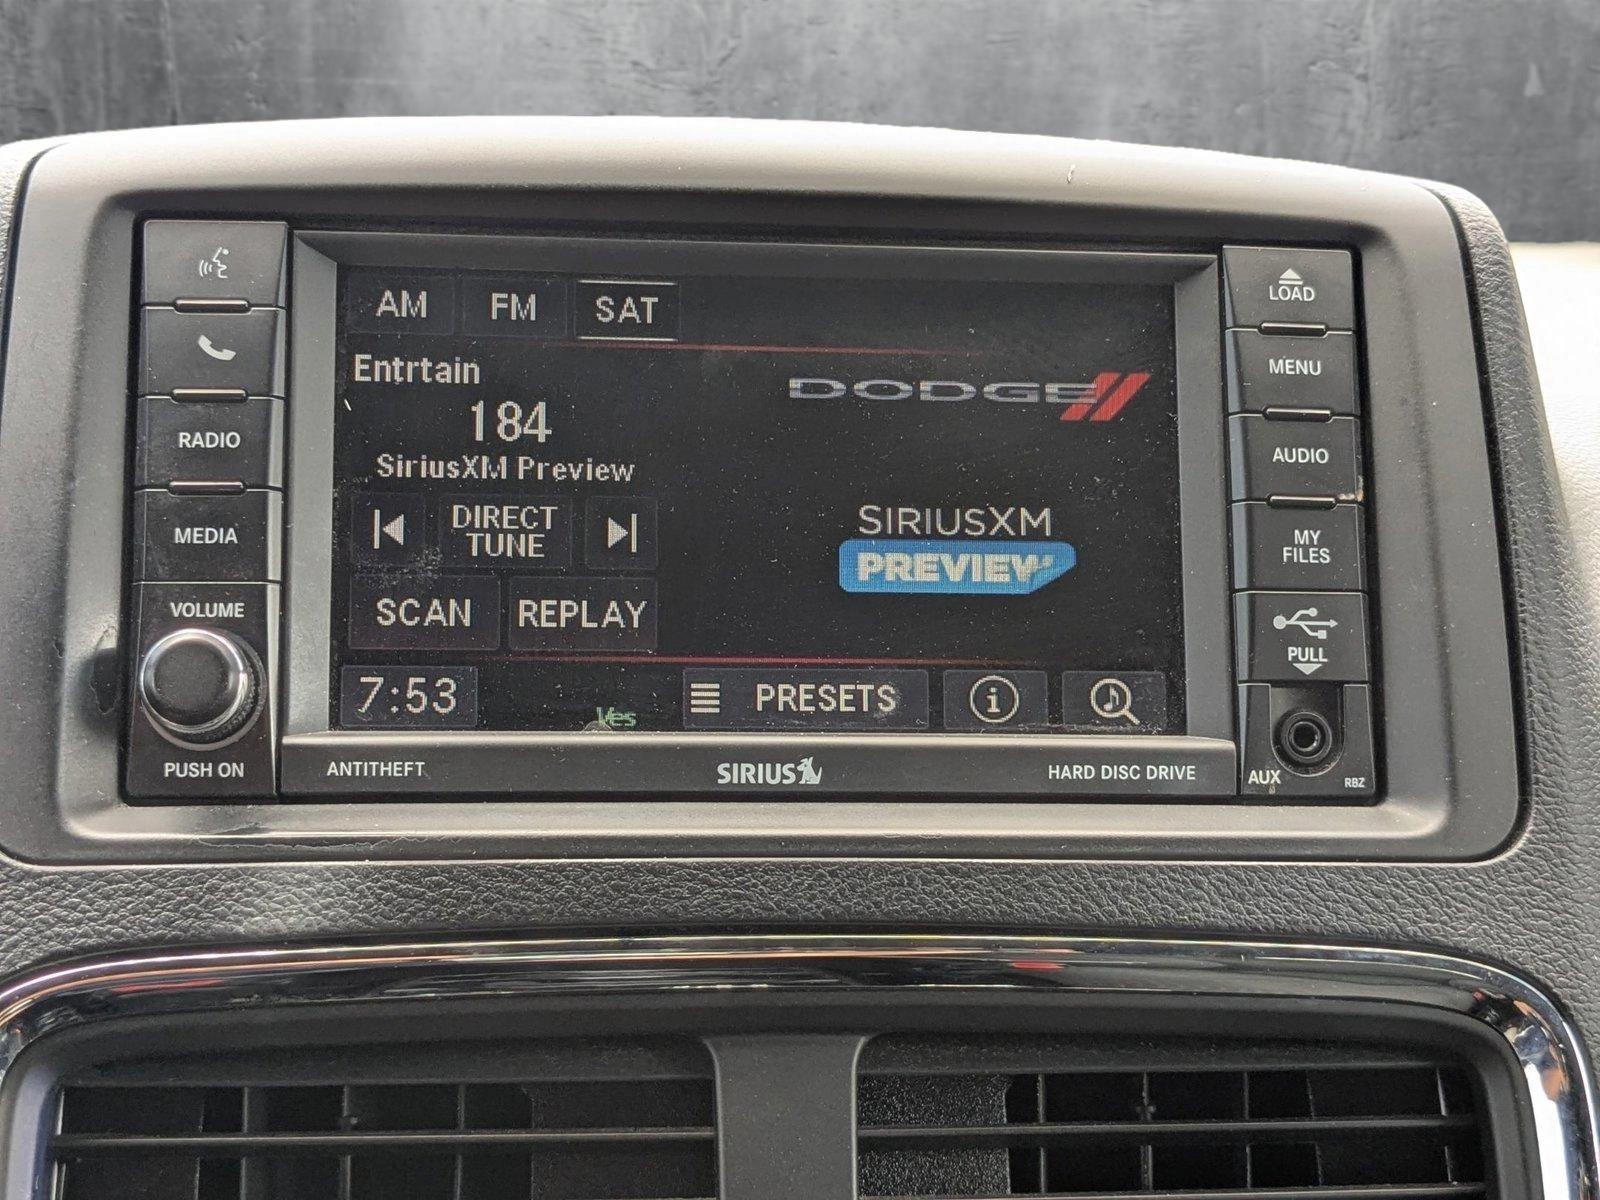 AM FM SAT
Entrtain
184
SiriusXM Preview
DIRECT
TUNE
SCAN REPLAY
7:53
PRESETS
i
DODGE
SIRIUSXM
PREVIEW
RADIO
MEDIA
VOLUME
PUSH ON
LOAD
MENU
AUDIO
MY
FILES
PULL
AUX
RBZ
ANTITHEFT
SIRIUS
HARD DISC DRIVE